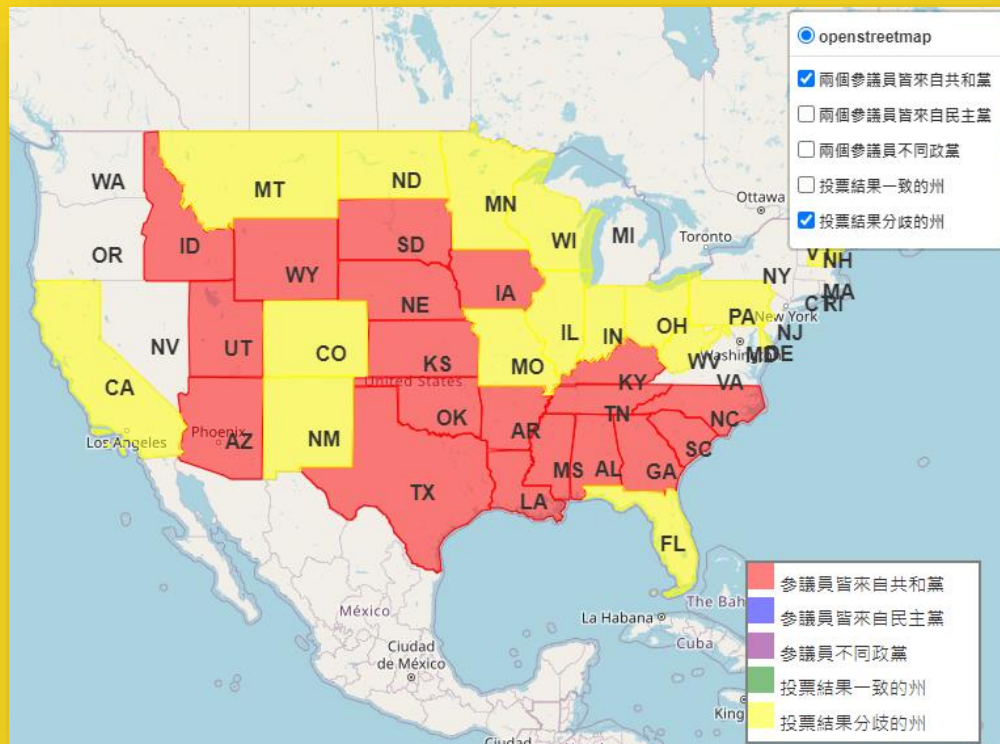 openstreetmap
兩個參議員皆來自共和黨
兩個參議員皆來自民主黨
兩個參議員不同政黨
投票結果一致的州
投票結果分歧的州
WA
MT
ND
MN
Ottawa
OR
ID
SD
WI
MI
Toronto
NH
WY
NY
MA
NE
IA
CT
RI
New York
NV
UT
CO
IL
IN
OH
PA
NJ
KS
MO
WV
Washington
MD
DE
CA
United States
KY
VA
Los Angeles
Phoenix
AZ
NM
OK
AR
TN
NC
SC
TX
MS
AL
GA
LA
FL
México
La Habana
The Bah
Cuba
Ciudad
de México
King
Ciudad
參議員皆來自共和黨
參議員皆來自民主黨
參議員不同政黨
投票結果一致的州
投票結果分歧的州